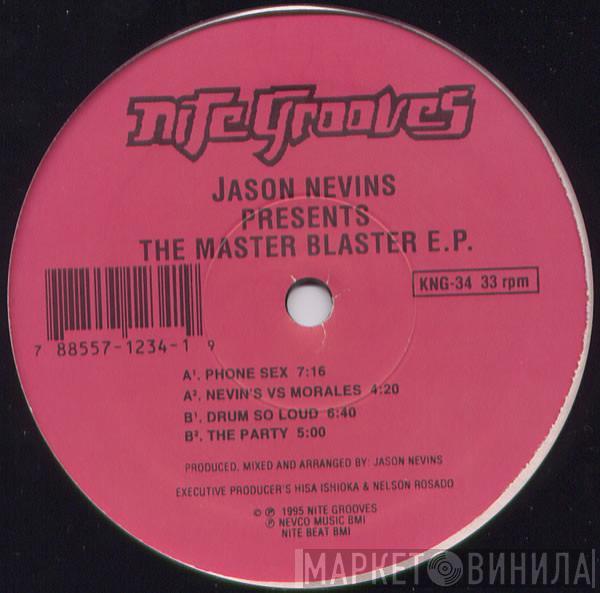 nite Grooves
JASON NEVINS
PRESENTS
THE MASTER BLASTER E.P.
KNG-34 33 rpm
7 88557-1234-1 9
A¹. PHONE SEX 7:16
A². NEVIN'S VS MORALES 4:20
B¹. DRUM SO LOUD 6:40
B². THE PARTY 5:00
PRODUCED, MIXED AND ARRANGED BY: JASON NEVINS
EXECUTIVE PRODUCER'S HISA ISHIOKA & NELSON ROSADO
© ℗ 1995 NITE GROOVES
℗ NEVCO MUSIC BMI
NITE BEAT BMI
МАРКЕТ ВИНИЛА